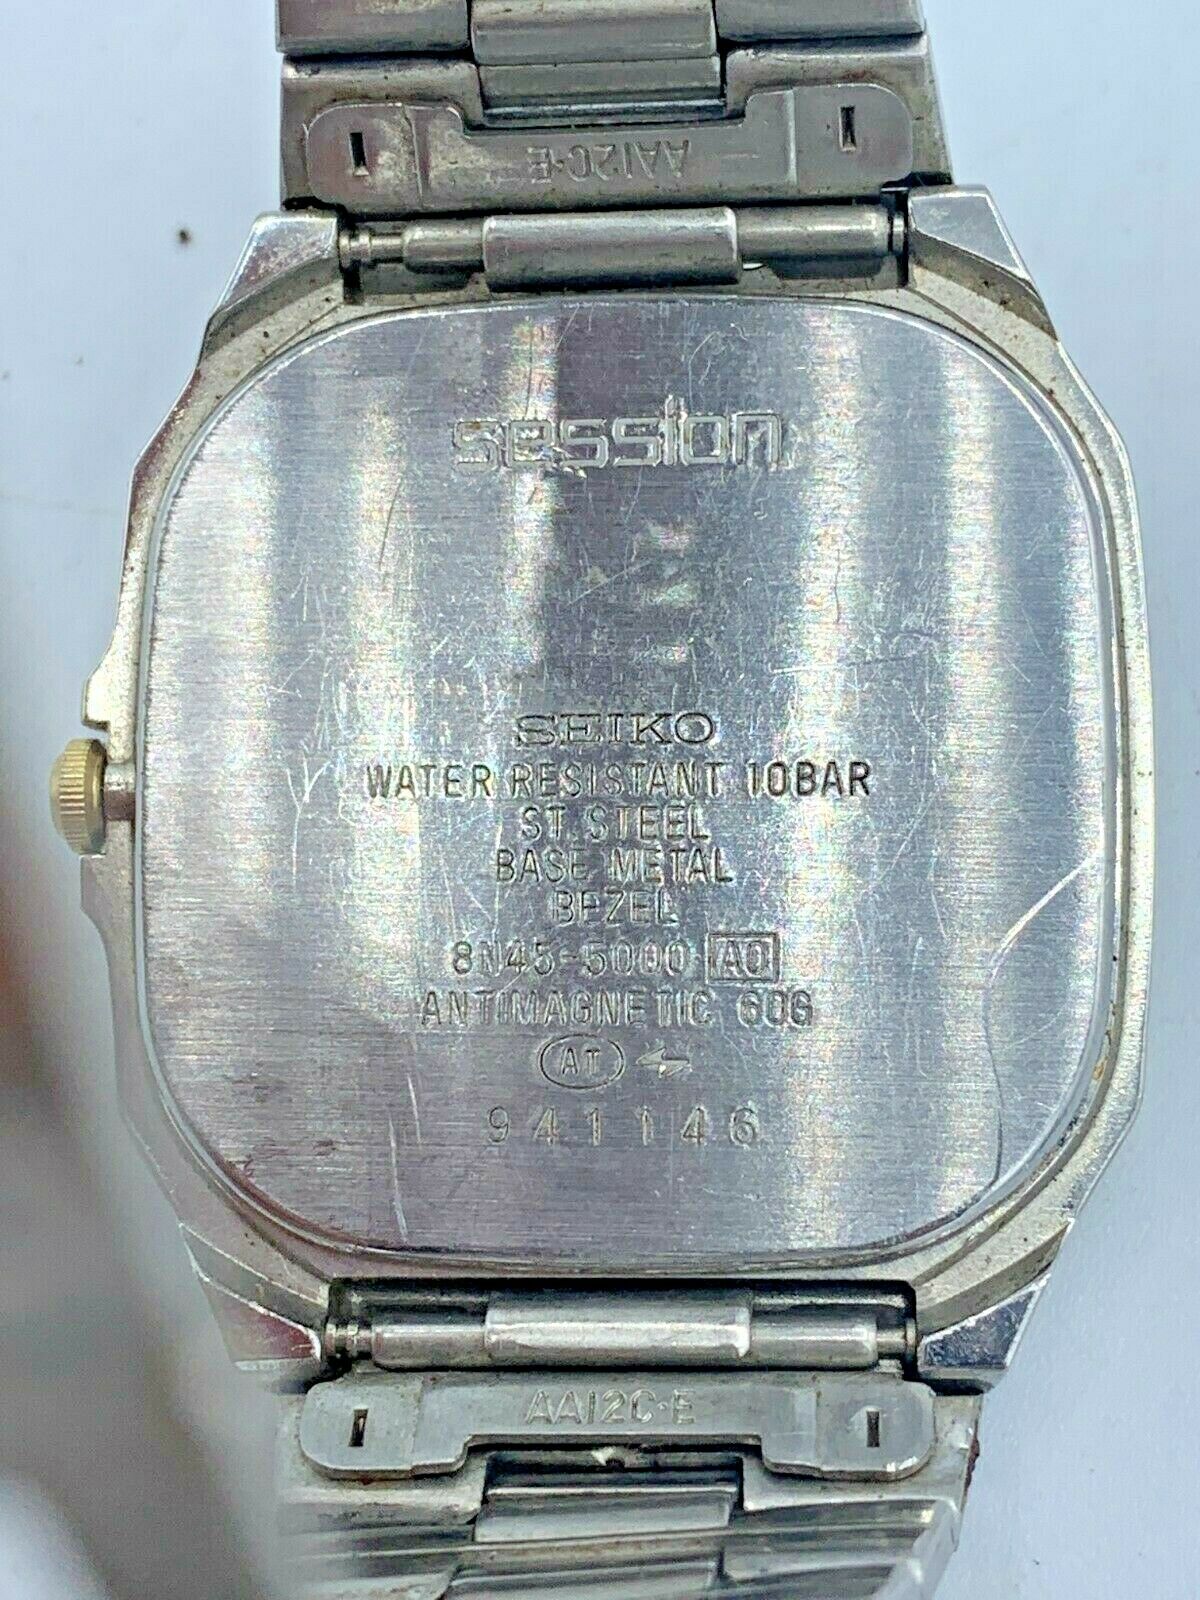 AA12C·E
session
SEIKO
WATER RESISTANT 10BAR
ST.STEEL
BASE METAL
BEZEL
8N45-5000 A0
ANTIMAGNETIC 60G
AT
941146
AA12C·E